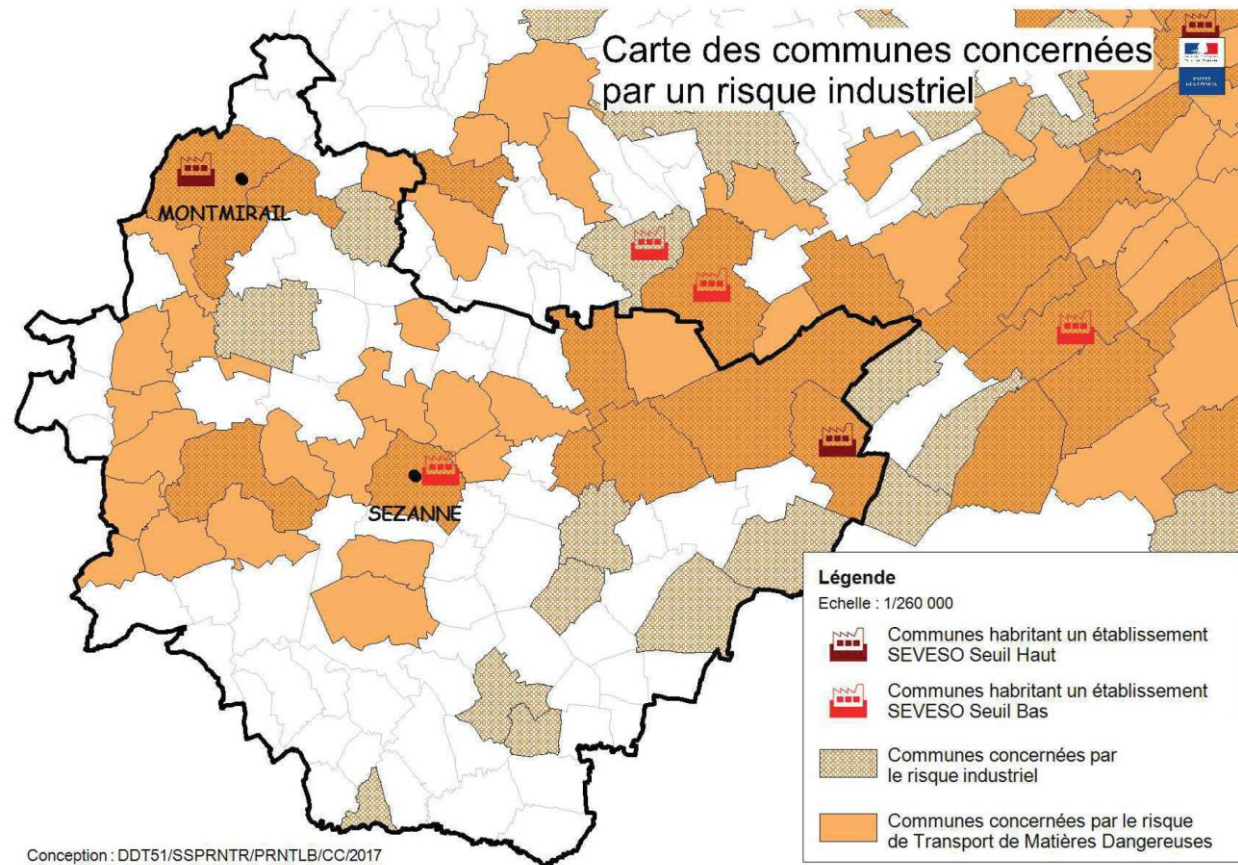 Carte des communes concernées
par un risque industriel
MONTMIRAIL
SEZANNE
Légende
Echelle : 1/260 000
Communes habritant un établissement
SEVESO Seuil Haut
Communes habritant un établissement
SEVESO Seuil Bas
Communes concernées par
le risque industriel
Communes concernées par le risque
de Transport de Matières Dangereuses
Conception : DDT51/SSPRNTR/PRNTLB/CC/2017